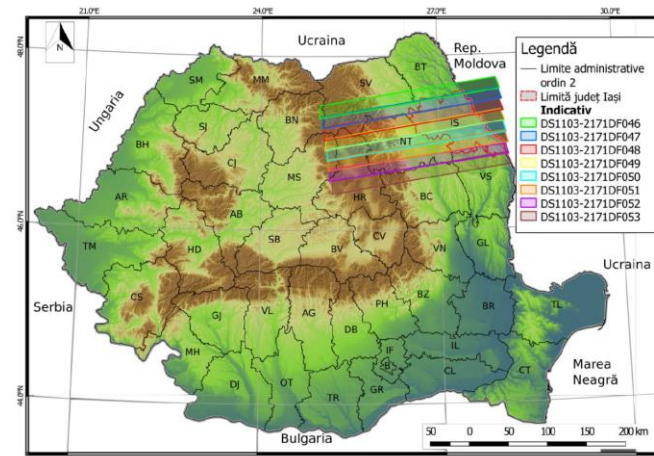 21.0°E
24.0°E
27.0°E
30.0°E
48.0°N
46.0°N
44.0°N
N
Ucraina
Rep.
Moldova
Ungaria
Serbia
Bulgaria
Ucraina
Marea
Neagră
SM
MM
SV
BT
BN
SJ
IS
BH
CJ
NT
MS
HR
BC
VS
AR
AB
TM
HD
SB
BV
CV
VN
GL
CS
GJ
VL
AG
PH
BZ
BR
TL
DB
MH
IF
B
IL
DJ
OT
TR
GR
CL
CT
Legendă
Limite administrative
ordin 2
Limită județ Iași
Indicativ
DS1103-2171DF046
DS1103-2171DF047
DS1103-2171DF048
DS1103-2171DF049
DS1103-2171DF050
DS1103-2171DF051
DS1103-2171DF052
DS1103-2171DF053
50 0 50 100 150 200 km